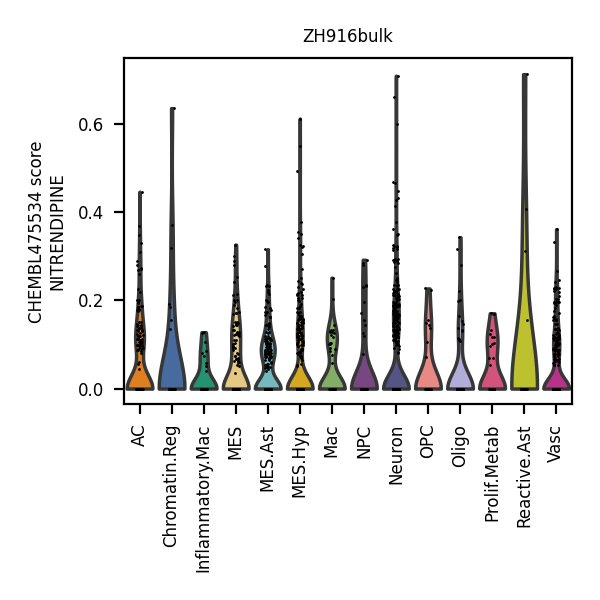 ZH916bulk
CHEMBL475534 score
NITRENDIPINE
0.6
0.4
0.2
0.0
AC
Chromatin.Reg
Inflammatory.Mac
MES
MES.Ast
MES.Hyp
Mac
NPC
Neuron
OPC
Oligo
Prolif.Metab
Reactive.Ast
Vasc